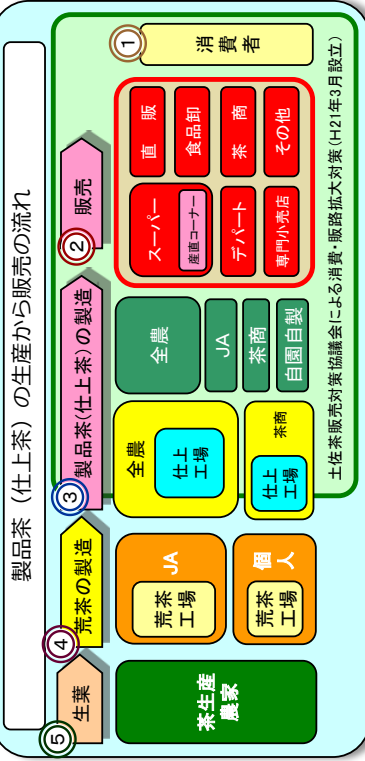 製品茶（仕上茶）の生産から販売の流れ
⑤
生葉
④
荒茶の製造
③
製品茶(仕上茶)の製造
②
販売
①
消費者
茶生産
農家
JA
荒茶
工場
個人
荒茶
工場
全農
仕上
工場
茶商
仕上
工場
全農
JA
茶商
自園自製
スーパー
産直コーナー
デパート
専門小売店
直販
食品卸
茶商
その他
土佐茶販売対策協議会による消費・販路拡大対策(H21年3月設立)